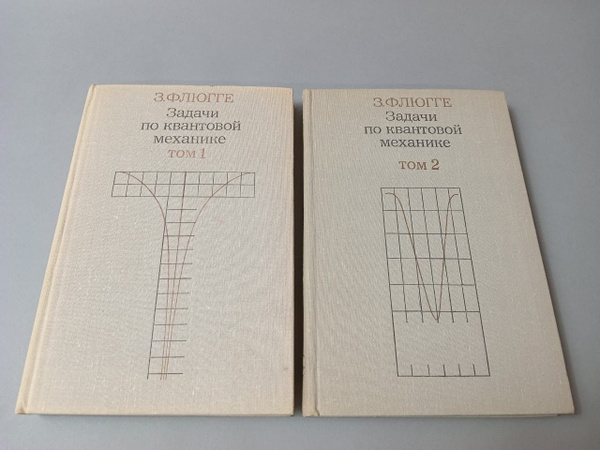 З.ФЛЮГГЕ
Задачи
по квантовой
механике
том 1
З.ФЛЮГГЕ
Задачи
по квантовой
механике
том 2